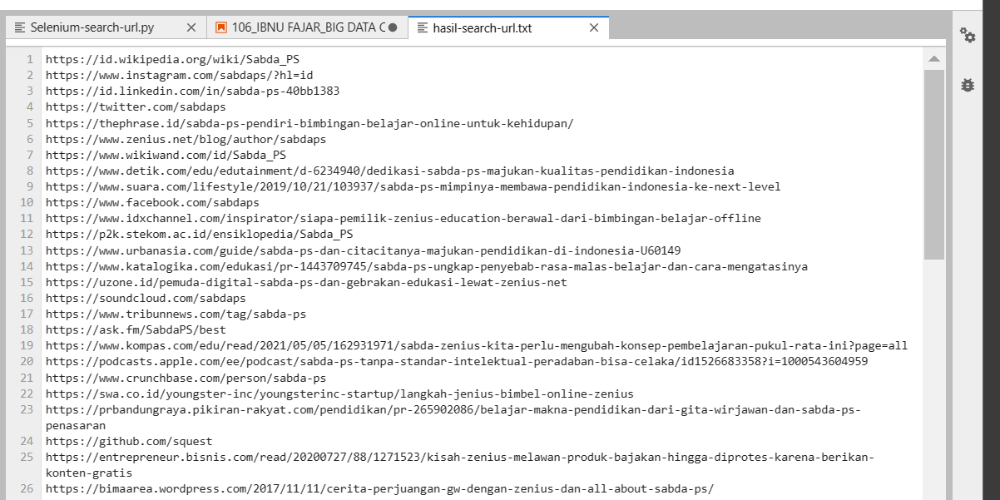 Selenium-search-url.py
106_IBNU FAJAR_BIG DATA C
hasil-search-url.txt
1 https://id.wikipedia.org/wiki/Sabda_PS
2 https://www.instagram.com/sabdaps/?hl=id
3 https://id.linkedin.com/in/sabda-ps-40bb1383
4 https://twitter.com/sabdaps
5 https://thephrase.id/sabda-ps-pendiri-bimbingan-belajar-online-untuk-kehidupan/
6 https://www.zenius.net/blog/author/sabdaps
7 https://www.wikiwand.com/id/Sabda_PS
8 https://www.detik.com/edu/edutainment/d-6234940/dedikasi-sabda-ps-majukan-kualitas-pendidikan-indonesia
9 https://www.suara.com/lifestyle/2019/10/21/103937/sabda-ps-mimpinya-membawa-pendidikan-indonesia-ke-next-level
10 https://www.facebook.com/sabdaps
11 https://www.idxchannel.com/inspirator/siapa-pemilik-zenius-education-berawal-dari-bimbingan-belajar-offline
12 https://p2k.stekom.ac.id/ensiklopedia/Sabda_PS
13 https://www.urbanasia.com/guide/sabda-ps-dan-citacitanya-majukan-pendidikan-di-indonesia-U60149
14 https://www.katalogika.com/edukasi/pr-1443709745/sabda-ps-ungkap-penyebab-rasa-malas-belajar-dan-cara-mengatasinya
15 https://uzone.id/pemuda-digital-sabda-ps-dan-gebrakan-edukasi-lewat-zenius-net
16 https://soundcloud.com/sabdaps
17 https://www.tribunnews.com/tag/sabda-ps
18 https://ask.fm/SabdaPS/best
19 https://www.kompas.com/edu/read/2021/05/05/162931971/sabda-zenius-kita-perlu-mengubah-konsep-pembelajaran-pukul-rata-ini?page=all
20 https://podcasts.apple.com/ee/podcast/sabda-ps-tanpa-standar-intelektual-peradaban-bisa-celaka/id1526683358?i=1000543604959
21 https://www.crunchbase.com/person/sabda-ps
22 https://swa.co.id/youngster-inc/youngsterinc-startup/langkah-jenius-bimbel-online-zenius
23 https://prbandungraya.pikiran-rakyat.com/pendidikan/pr-265902086/belajar-makna-pendidikan-dari-gita-wirjawan-dan-sabda-ps-
penasaran
24 https://github.com/squest
25 https://entrepreneur.bisnis.com/read/20200727/88/1271523/kisah-zenius-melawan-produk-bajakan-hingga-diprotes-karena-berikan-
konten-gratis
26 https://bimaarea.wordpress.com/2017/11/11/cerita-perjuangan-gw-dengan-zenius-dan-all-about-sabda-ps/